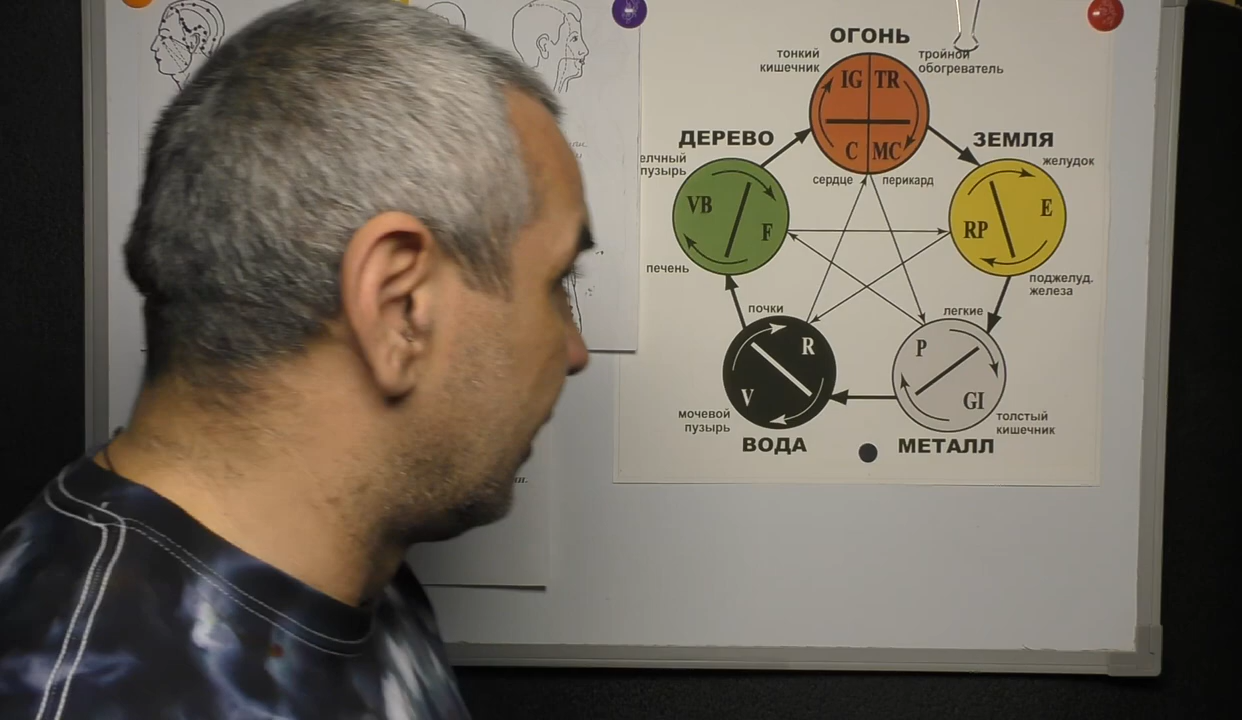 ОГОНЬ
тонкий
кишечник
тройной
обогреватель
IG TR
C MC
сердце перикард
ДЕРЕВО
пузырь
VB
F
печень
ЗЕМЛЯ
желудок
E
RP
поджелуд.
железа
почки
R
V
мочевой
пузырь
ВОДА
легкие
P
GI
толстый
кишечник
МЕТАЛЛ